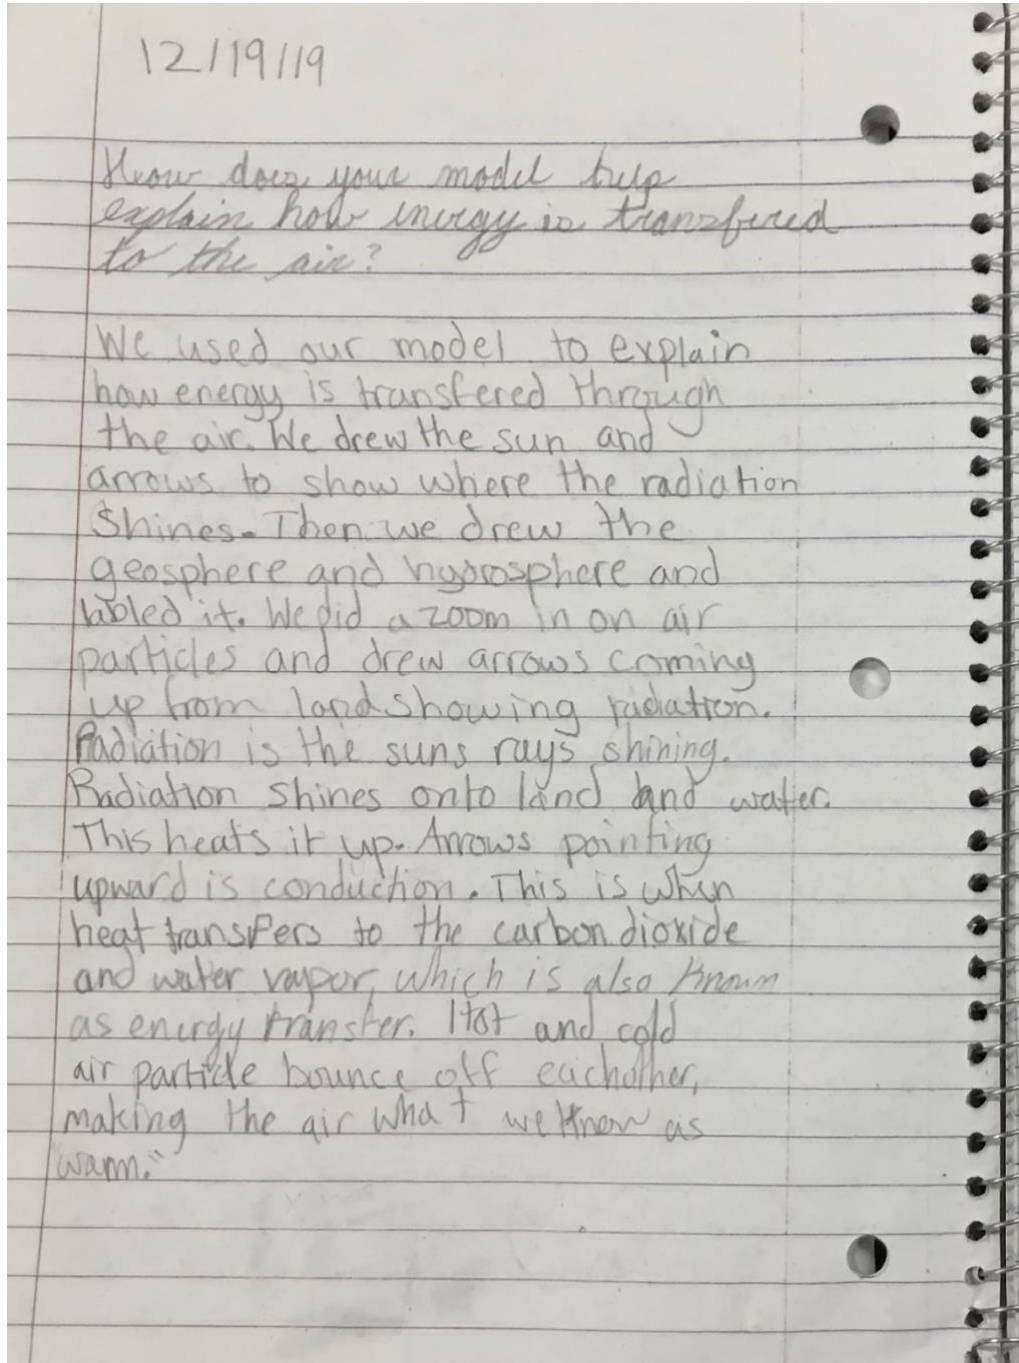 12/19/19
How does your model help
explain how energy is transfered
to the air?
We used our model to explain
how energy is transfered through
the air. We drew the sun and
arrows to show where the radiation
Shines. Then we drew the
geosphere and hydrosphere and
labled it. We did a zoom in on air
particles and drew arrows coming
up from land showing radiation.
Radiation is the suns rays shining.
Radiation shines onto land and water.
This heats it up. Arrows pointing
upward is conduction. This is when
heat transfers to the carbon dioxide
and water vapor, which is also known
as energy transfer. Hot and cold
air particle bounce off eachother,
making the air what we know as
"warm."